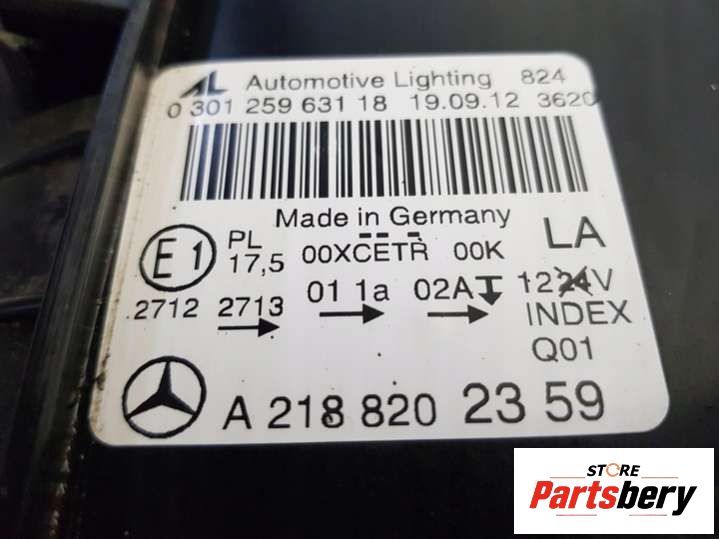 AL Automotive Lighting 824
0 301 259 631 18 19.09.12 3620
Made in Germany
E1 PL 17,5 00XCETR 00K LA
2712 2713 01 1a 02A 1224V
INDEX
Q01
A 218 820 23 59
STORE
Partsbery